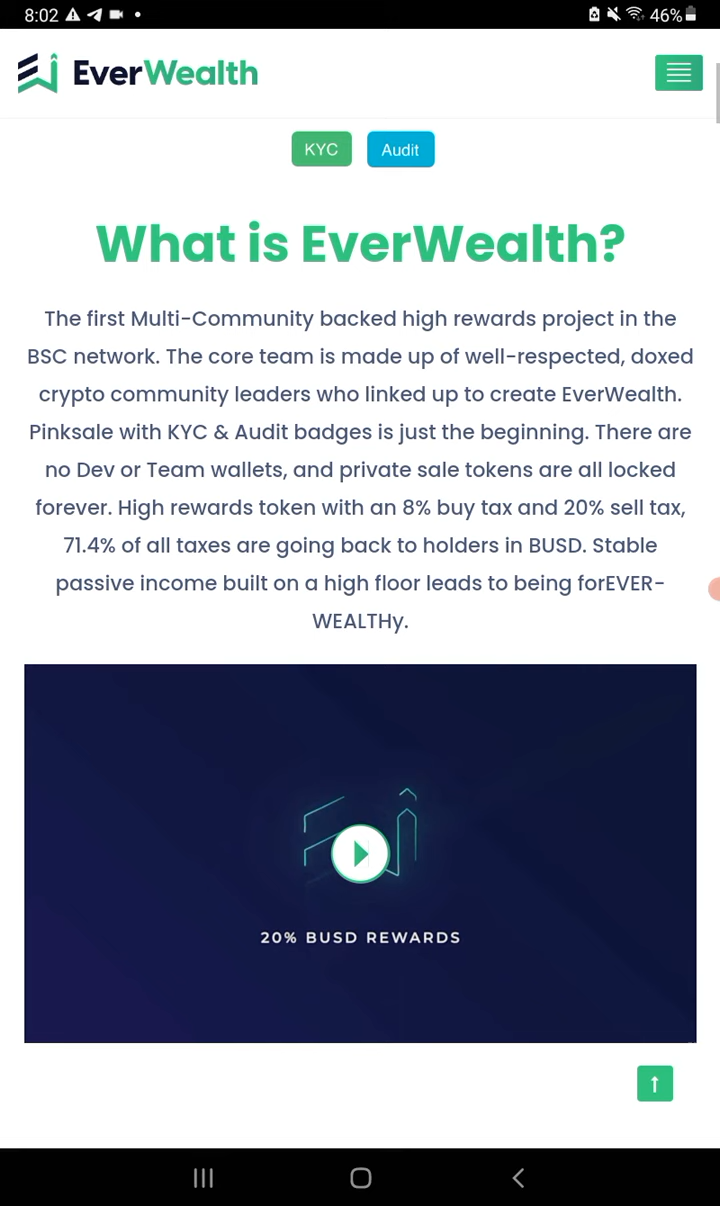 8:02
46%
EverWealth
KYC
Audit
What is EverWealth?
The first Multi-Community backed high rewards project in the
BSC network. The core team is made up of well-respected, doxed
crypto community leaders who linked up to create EverWealth.
Pinksale with KYC & Audit badges is just the beginning. There are
no Dev or Team wallets, and private sale tokens are all locked
forever. High rewards token with an 8% buy tax and 20% sell tax,
71.4% of all taxes are going back to holders in BUSD. Stable
passive income built on a high floor leads to being forEVER-
WEALTHy.
20% BUSD REWARDS